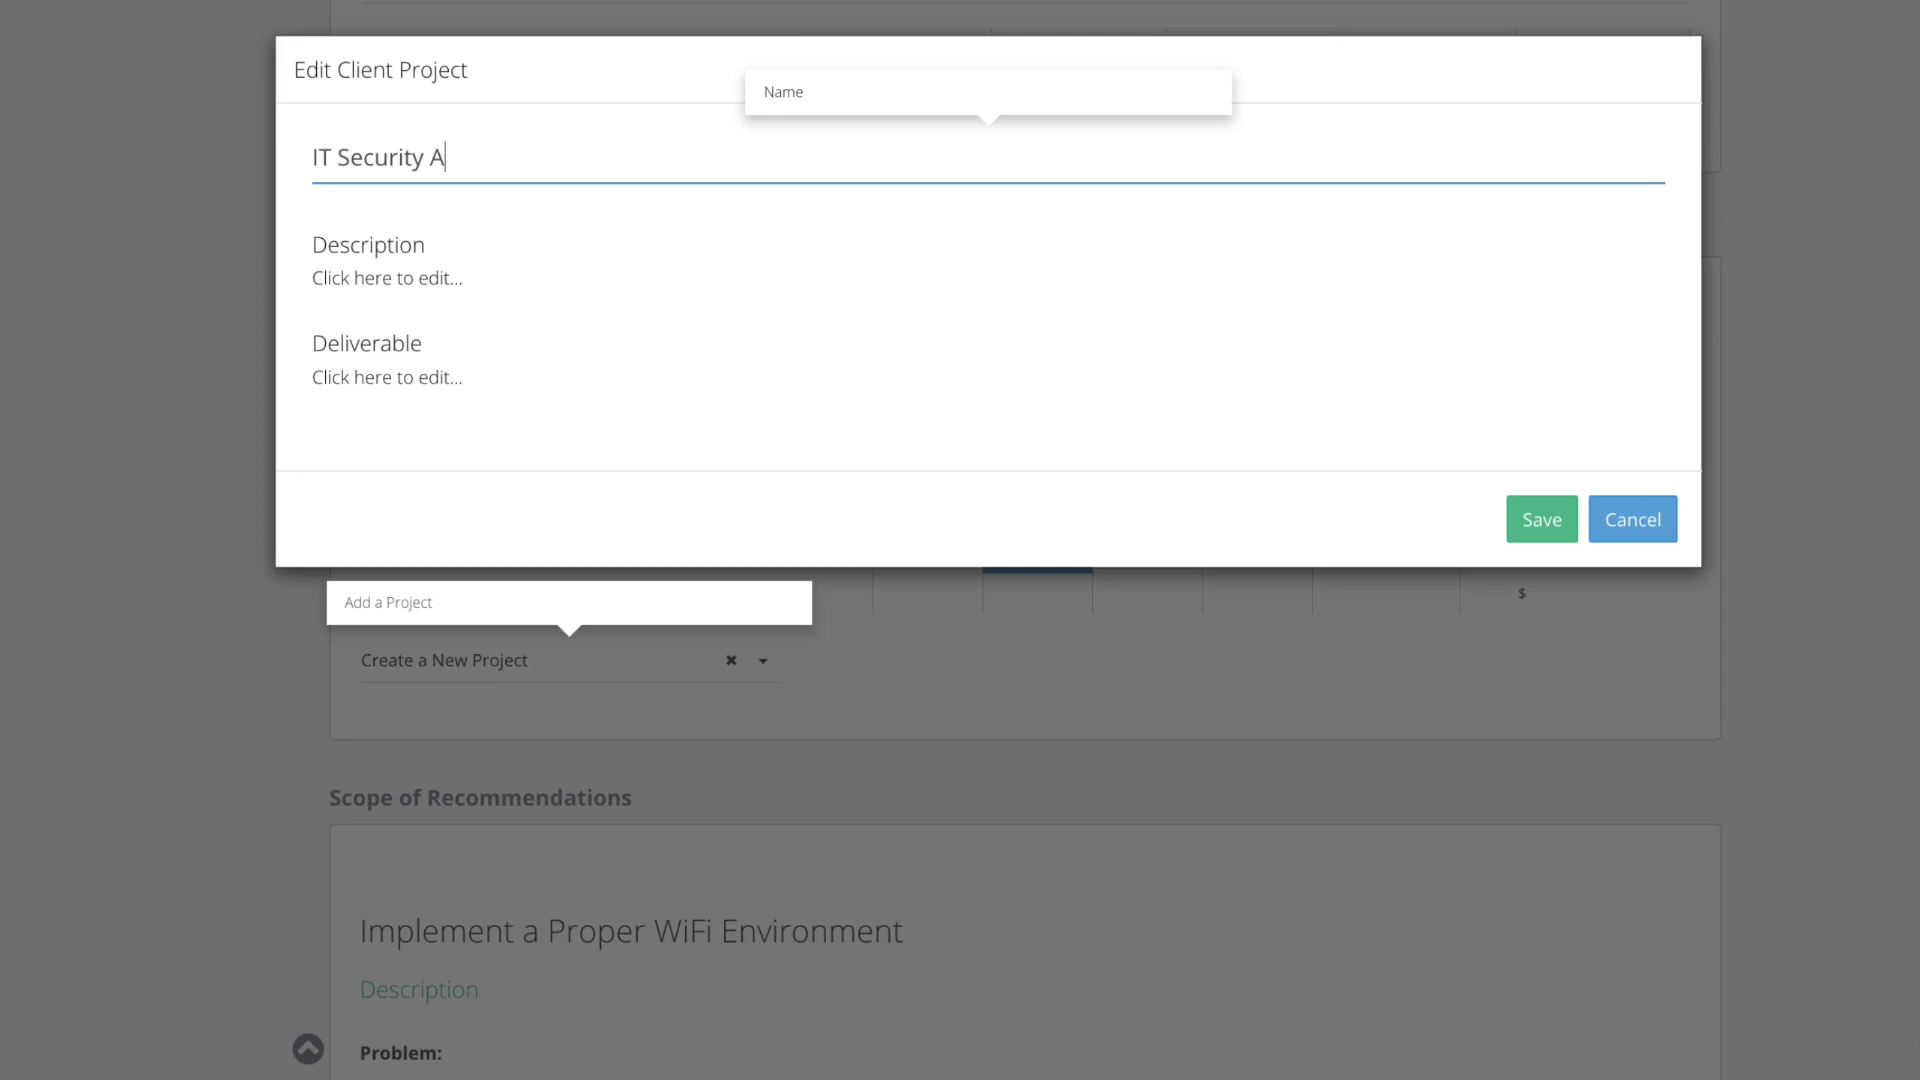 Edit Client Project
Name
IT Security A
Description
Click here to edit...
Deliverable
Click here to edit...
Save
Cancel
Add a Project
$
Create a New Project
Scope of Recommendations
Implement a Proper WiFi Environment
Description
Problem: